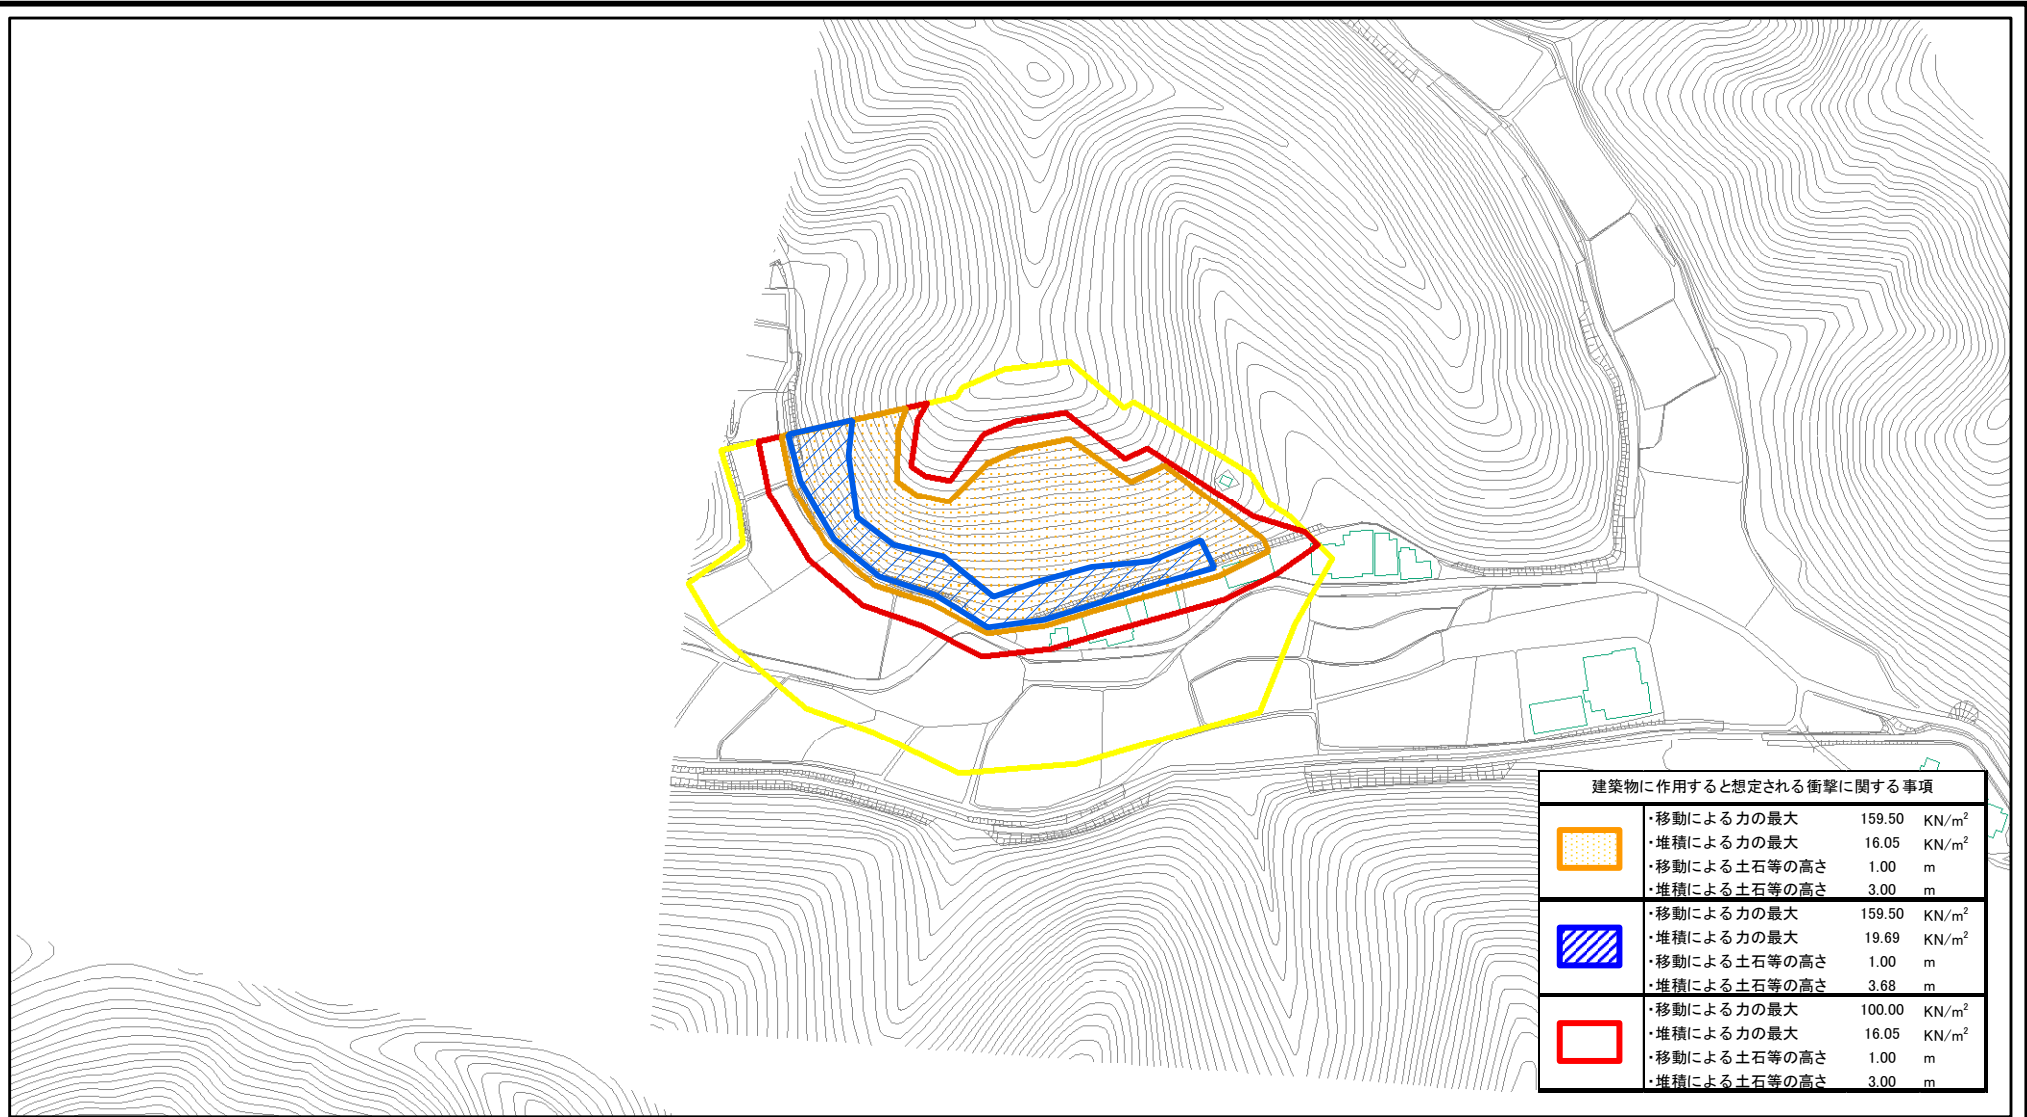 建築物に作用すると想定される衝撃に関する事項
・移動による力の最大 159.50 KN/m²
・堆積による力の最大 16.05 KN/m²
・移動による土石等の高さ 1.00 m
・堆積による土石等の高さ 3.00 m
・移動による力の最大 159.50 KN/m²
・堆積による力の最大 19.69 KN/m²
・移動による土石等の高さ 1.00 m
・堆積による土石等の高さ 3.68 m
・移動による力の最大 100.00 KN/m²
・堆積による力の最大 16.05 KN/m²
・移動による土石等の高さ 1.00 m
・堆積による土石等の高さ 3.00 m